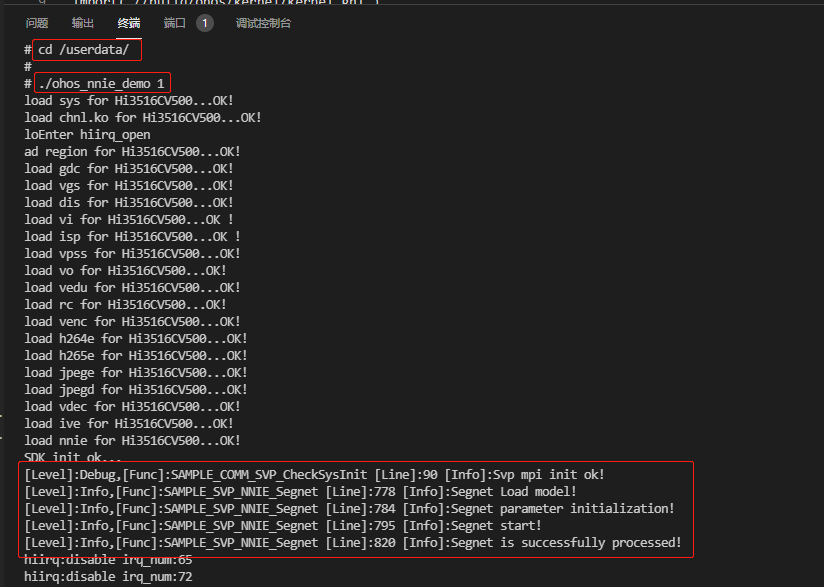 问题 输出 终端 端口 1 调试控制台
# cd /userdata/
#
# ./ohos_nnie_demo 1
load sys for Hi3516CV500...OK!
load chnl.ko for Hi3516CV500...OK!
loEnter hiirq_open
ad region for Hi3516CV500...OK!
load gdc for Hi3516CV500...OK!
load vgs for Hi3516CV500...OK!
load dis for Hi3516CV500...OK!
load vi for Hi3516CV500...OK !
load isp for Hi3516CV500...OK !
load vpss for Hi3516CV500...OK!
load vo for Hi3516CV500...OK!
load vedu for Hi3516CV500...OK!
load rc for Hi3516CV500...OK!
load venc for Hi3516CV500...OK!
load h264e for Hi3516CV500...OK!
load h265e for Hi3516CV500...OK!
load jpege for Hi3516CV500...OK!
load jpegd for Hi3516CV500...OK!
load vdec for Hi3516CV500...OK!
load ive for Hi3516CV500...OK!
load nnie for Hi3516CV500...OK!
SDK init ok...
[Level]:Debug,[Func]:SAMPLE_COMM_SVP_CheckSysInit [Line]:90 [Info]:Svp mpi init ok!
[Level]:Info,[Func]:SAMPLE_SVP_NNIE_Segnet [Line]:778 [Info]:Segnet Load model!
[Level]:Info,[Func]:SAMPLE_SVP_NNIE_Segnet [Line]:784 [Info]:Segnet parameter initialization!
[Level]:Info,[Func]:SAMPLE_SVP_NNIE_Segnet [Line]:795 [Info]:Segnet start!
[Level]:Info,[Func]:SAMPLE_SVP_NNIE_Segnet [Line]:820 [Info]:Segnet is successfully processed!
hiirq:disable irq_num:65
hiirq:disable irq_num:72